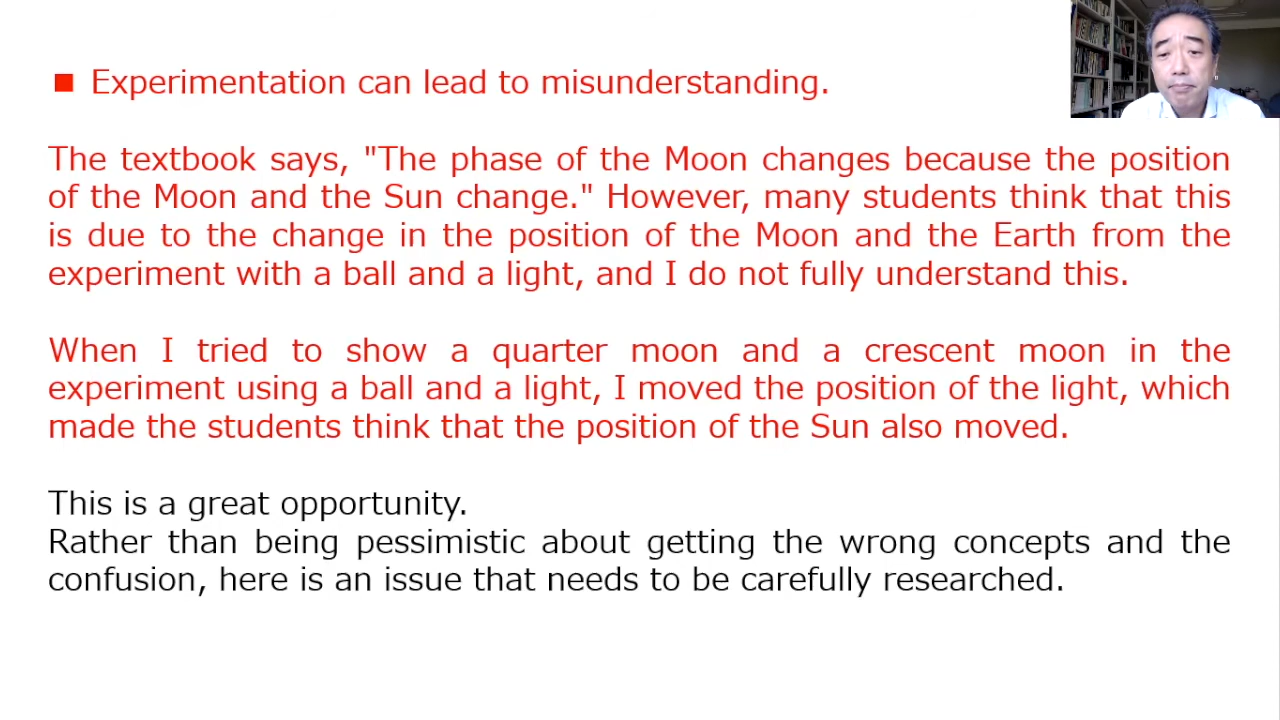 ■ Experimentation can lead to misunderstanding.
The textbook says, "The phase of the Moon changes because the position
of the Moon and the Sun change." However, many students think that this
is due to the change in the position of the Moon and the Earth from the
experiment with a ball and a light, and I do not fully understand this.
When I tried to show a quarter moon and a crescent moon in the
experiment using a ball and a light, I moved the position of the light, which
made the students think that the position of the Sun also moved.
This is a great opportunity.
Rather than being pessimistic about getting the wrong concepts and the
confusion, here is an issue that needs to be carefully researched.